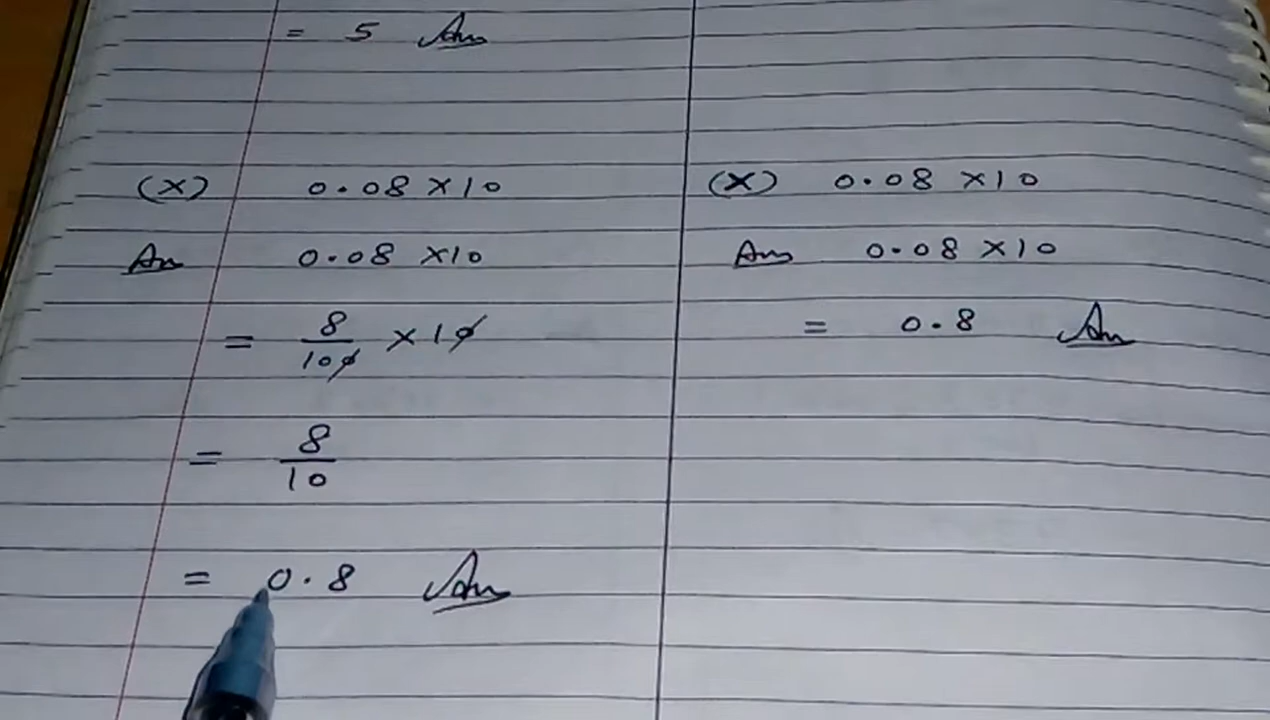 = 5 Ans
(x) 0.08 × 10
Ans 0.08 × 10
= 8/100 × 10
= 8/10
= 0.8 Ans
(x) 0.08 × 10
Ans 0.08 × 10
= 0.8 Ans